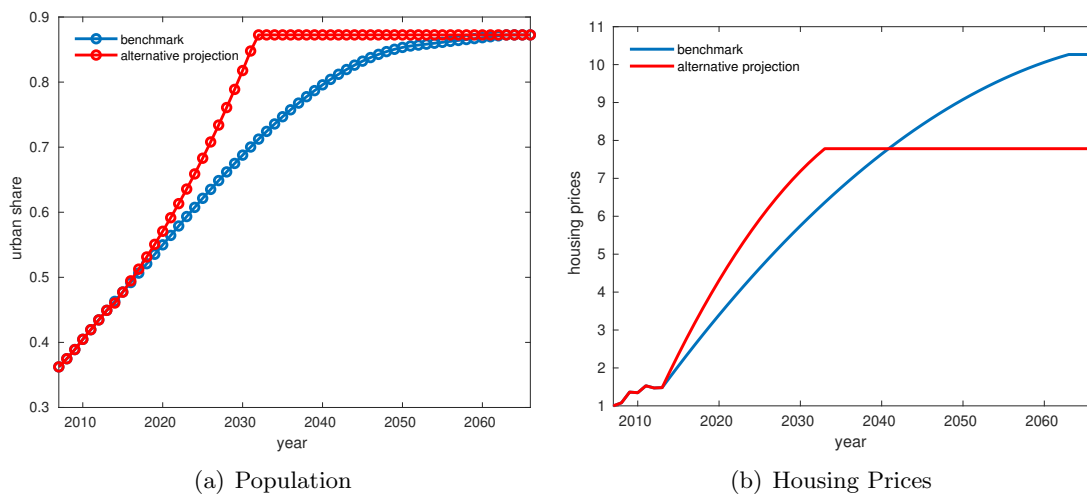 0.9
0.8
0.7
0.6
0.5
0.4
0.3
urban share
benchmark
alternative projection
2010 2020 2030 2040 2050 2060
year
(a) Population
11
10
9
8
7
6
5
4
3
2
1
housing prices
benchmark
alternative projection
2010 2020 2030 2040 2050 2060
year
(b) Housing Prices